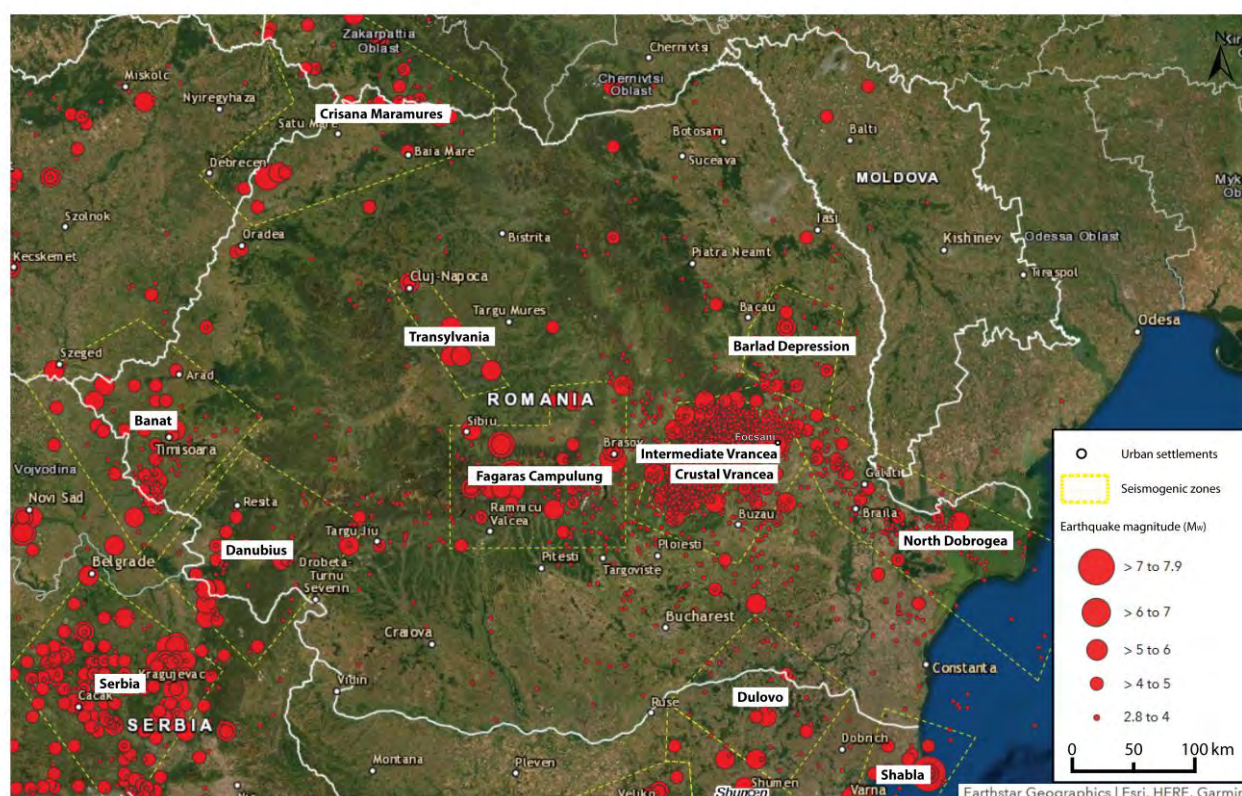 Zakarpattia
Oblast
Chernivtsi
Chernivtsi
Oblast
N
Miskolc
Nyiregyhaza
Crisana Maramures
Satu Mare
Baia Mare
Debrecen
Botosani
Suceava
Balti
MOLDOVA
Szolnok
Oradea
Bistrita
Iasi
Piatra Neamt
Kishinev
Odessa Oblast
Tiraspol
Kecskemet
Cluj-Napoca
Targu Mures
Bacau
Odesa
Transylvania
Barlad Depression
Szeged
Arad
ROMANIA
Banat
Timisoara
Sibiu
Brasov
Focsani
Intermediate Vrancea
Crustal Vrancea
Fagaras Campulung
Vojvodina
Novi Sad
Resita
Ramnicu
Valcea
Galati
Braila
Buzau
North Dobrogea
Targu Jiu
Danubius
Drobeta-
Turnu
Severin
Belgrade
Pitesti
Targoviste
Ploiesti
Bucharest
Craiova
Constanta
Serbia
Kragujevac
Cacak
SERBIA
Vidin
Ruse
Dulovo
Dobrich
Montana
Pleven
Shumen
Shabla
Varna
Veliko
Urban settlements
Seismogenic zones
Earthquake magnitude (Mw)
> 7 to 7.9
> 6 to 7
> 5 to 6
> 4 to 5
2.8 to 4
0 50 100 km
Earthstar Geographics | Esri, HERE, Garmin